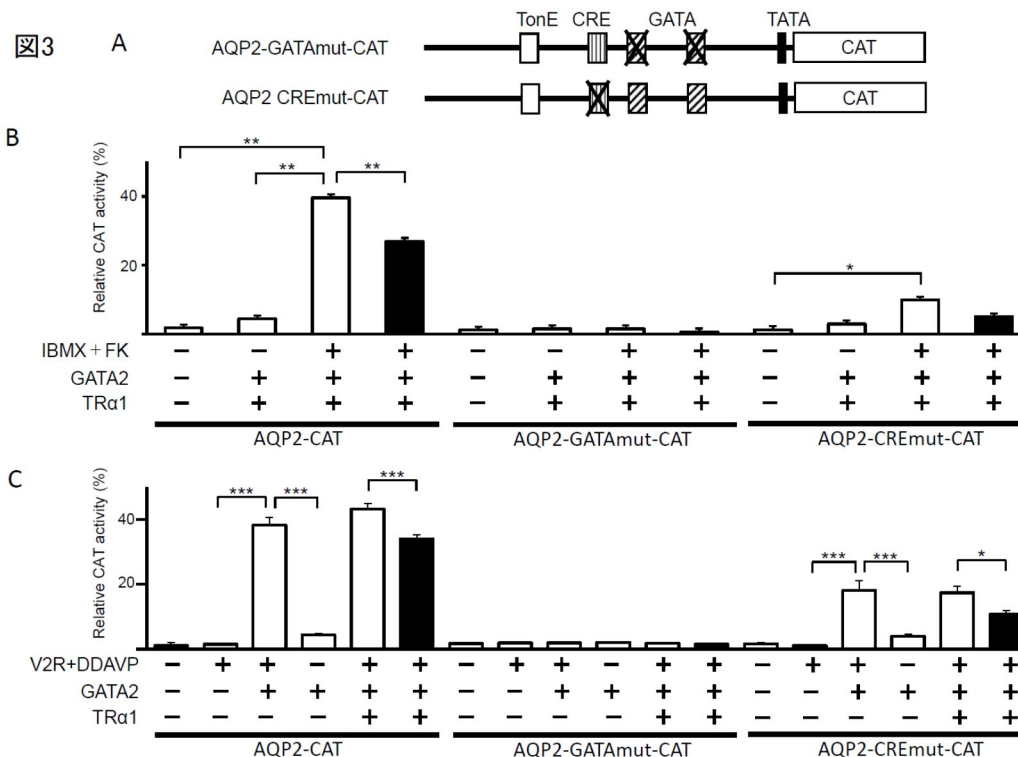 図3
A
TonE CRE GATA TATA
AQP2-GATAmut-CAT CAT
AQP2 CREmut-CAT CAT
B
Relative CAT activity (%)
40
20
** ** ** *
IBMX+FK − − + + − − + + − − + +
GATA2 − + + + − + + + − + + +
TRα1 − + + + − + + + − + + +
AQP2-CAT AQP2-GATAmut-CAT AQP2-CREmut-CAT
C
Relative CAT activity (%)
40
20
*** *** *** *** *** *
V2R+DDAVP − + + − + + − + + − + + − + + − + +
GATA2 − − + + + + − − + + + + − − + + + +
TRα1 − − − − + + − − − − + + − − − − + +
AQP2-CAT AQP2-GATAmut-CAT AQP2-CREmut-CAT